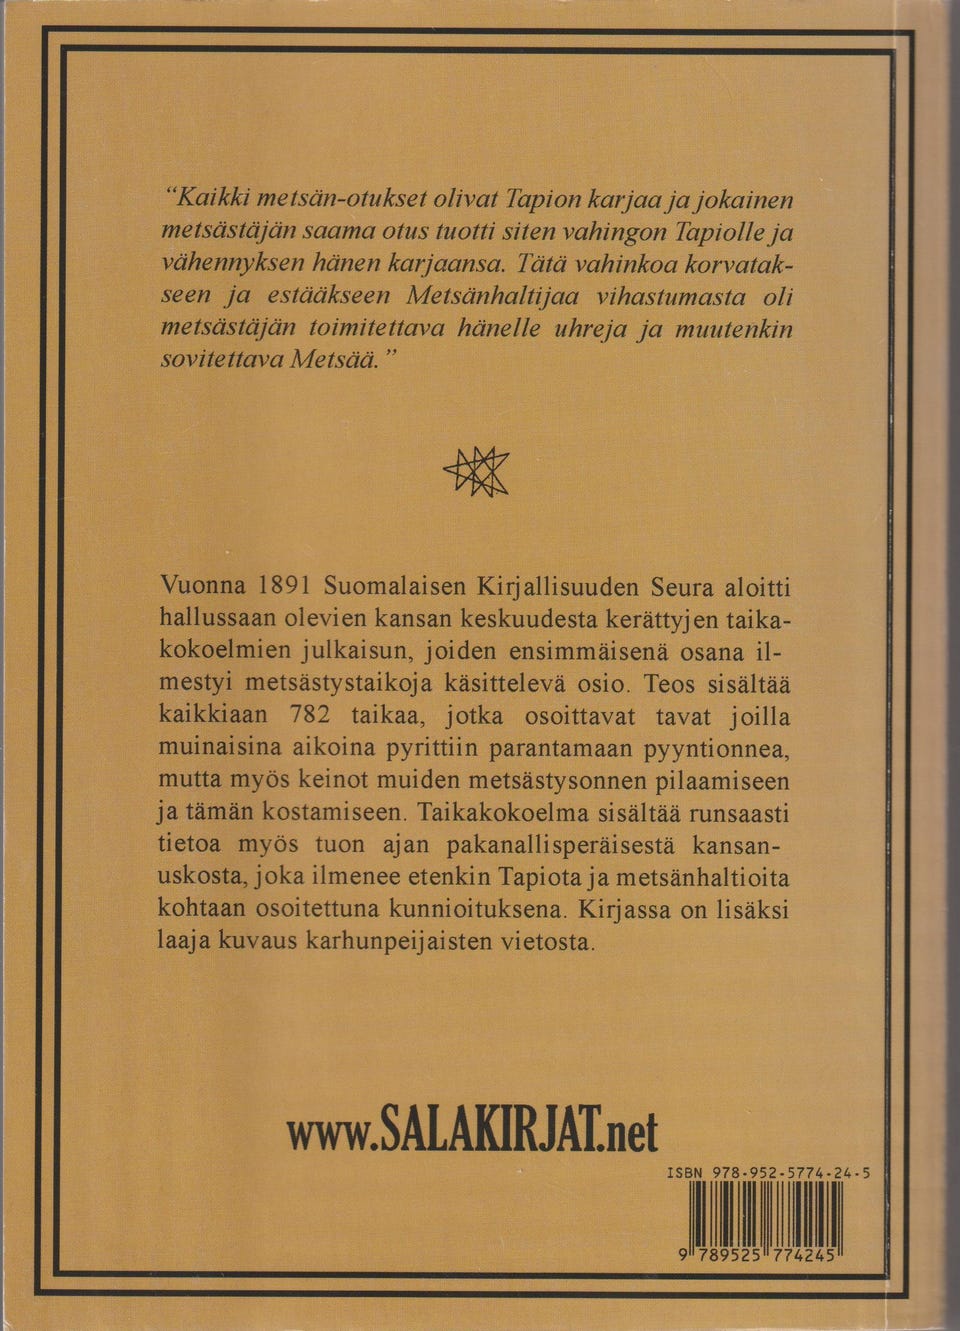 “Kaikki metsän-otukset olivat Tapion karjaa ja jokainen
metsästäjän saama otus tuotti siten vahingon Tapiolle ja
vähennyksen hänen karjaansa. Tätä vahinkoa korvatak-
seen ja estääkseen Metsänhaltijaa vihastumasta oli
metsästäjän toimitettava hänelle uhreja ja muutenkin
sovitettava Metsää.”
Vuonna 1891 Suomalaisen Kirjallisuuden Seura aloitti
hallussaan olevien kansan keskuudesta kerättyjen taika-
kokoelmien julkaisun, joiden ensimmäisenä osana il-
mestyi metsästystaikoja käsittelevä osio. Teos sisältää
kaikkiaan 782 taikaa, jotka osoittavat tavat joilla
muinaisina aikoina pyrittiin parantamaan pyyntionnea,
mutta myös keinot muiden metsästysonnen pilaamiseen
ja tämän kostamiseen. Taikakokoelma sisältää runsaasti
tietoa myös tuon ajan pakanallisperäisestä kansan-
uskosta, joka ilmenee etenkin Tapiota ja metsänhaltioita
kohtaan osoitettuna kunnioituksena. Kirjassa on lisäksi
laaja kuvaus karhunpeijaisten vietosta.
www.SALAKIRJAT.net
ISBN 978-952-5774-24-5
9 789525 774245